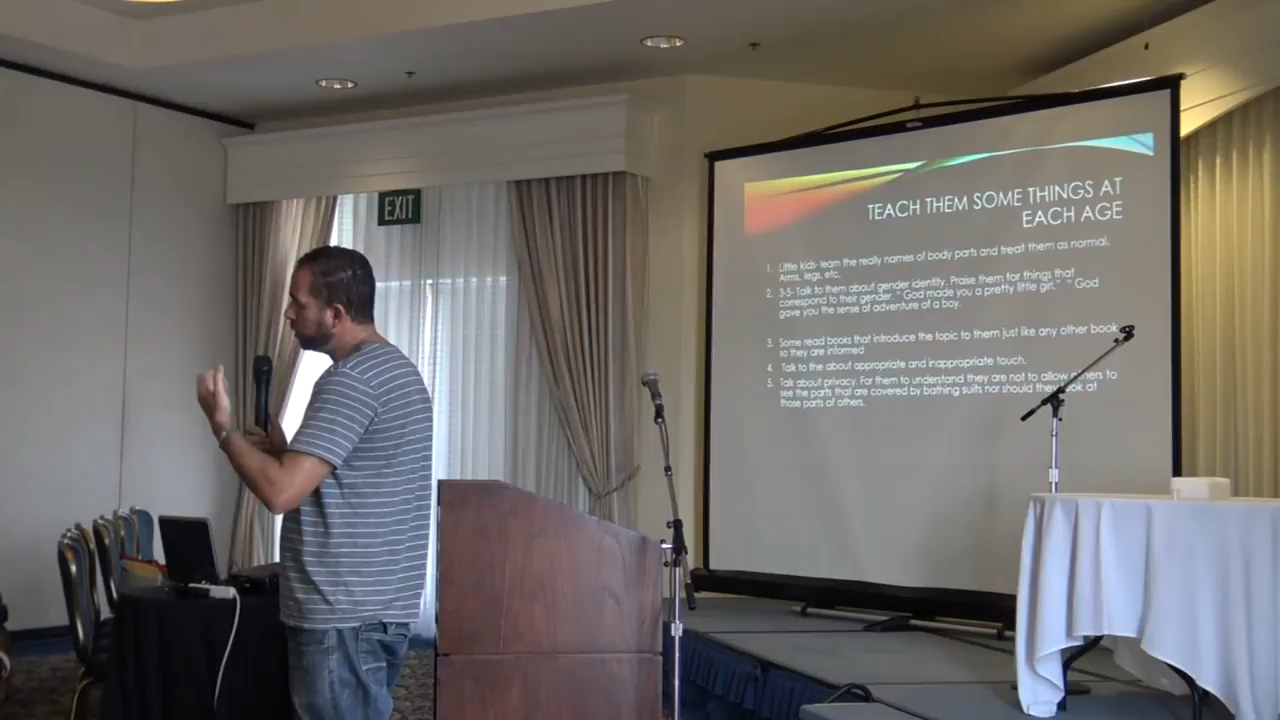 EXIT
TEACH THEM SOME THINGS AT
EACH AGE
1. Little kids- learn the really names of body parts and treat them as normal.
Arms, legs, etc.
2. 3-5- Talk to them about gender identity. Praise them for things that
correspond to their gender. " God made you a pretty little girl." " God
gave you the sense of adventure of a boy.
3. Some read books that introduce the topic to them just like any other book
so they are informed
4. Talk to the about appropriate and inappropriate touch.
5. Talk about privacy. For them to understand they are not to allow others to
see the parts that are covered by bathing suits nor should they look at
those parts of others.